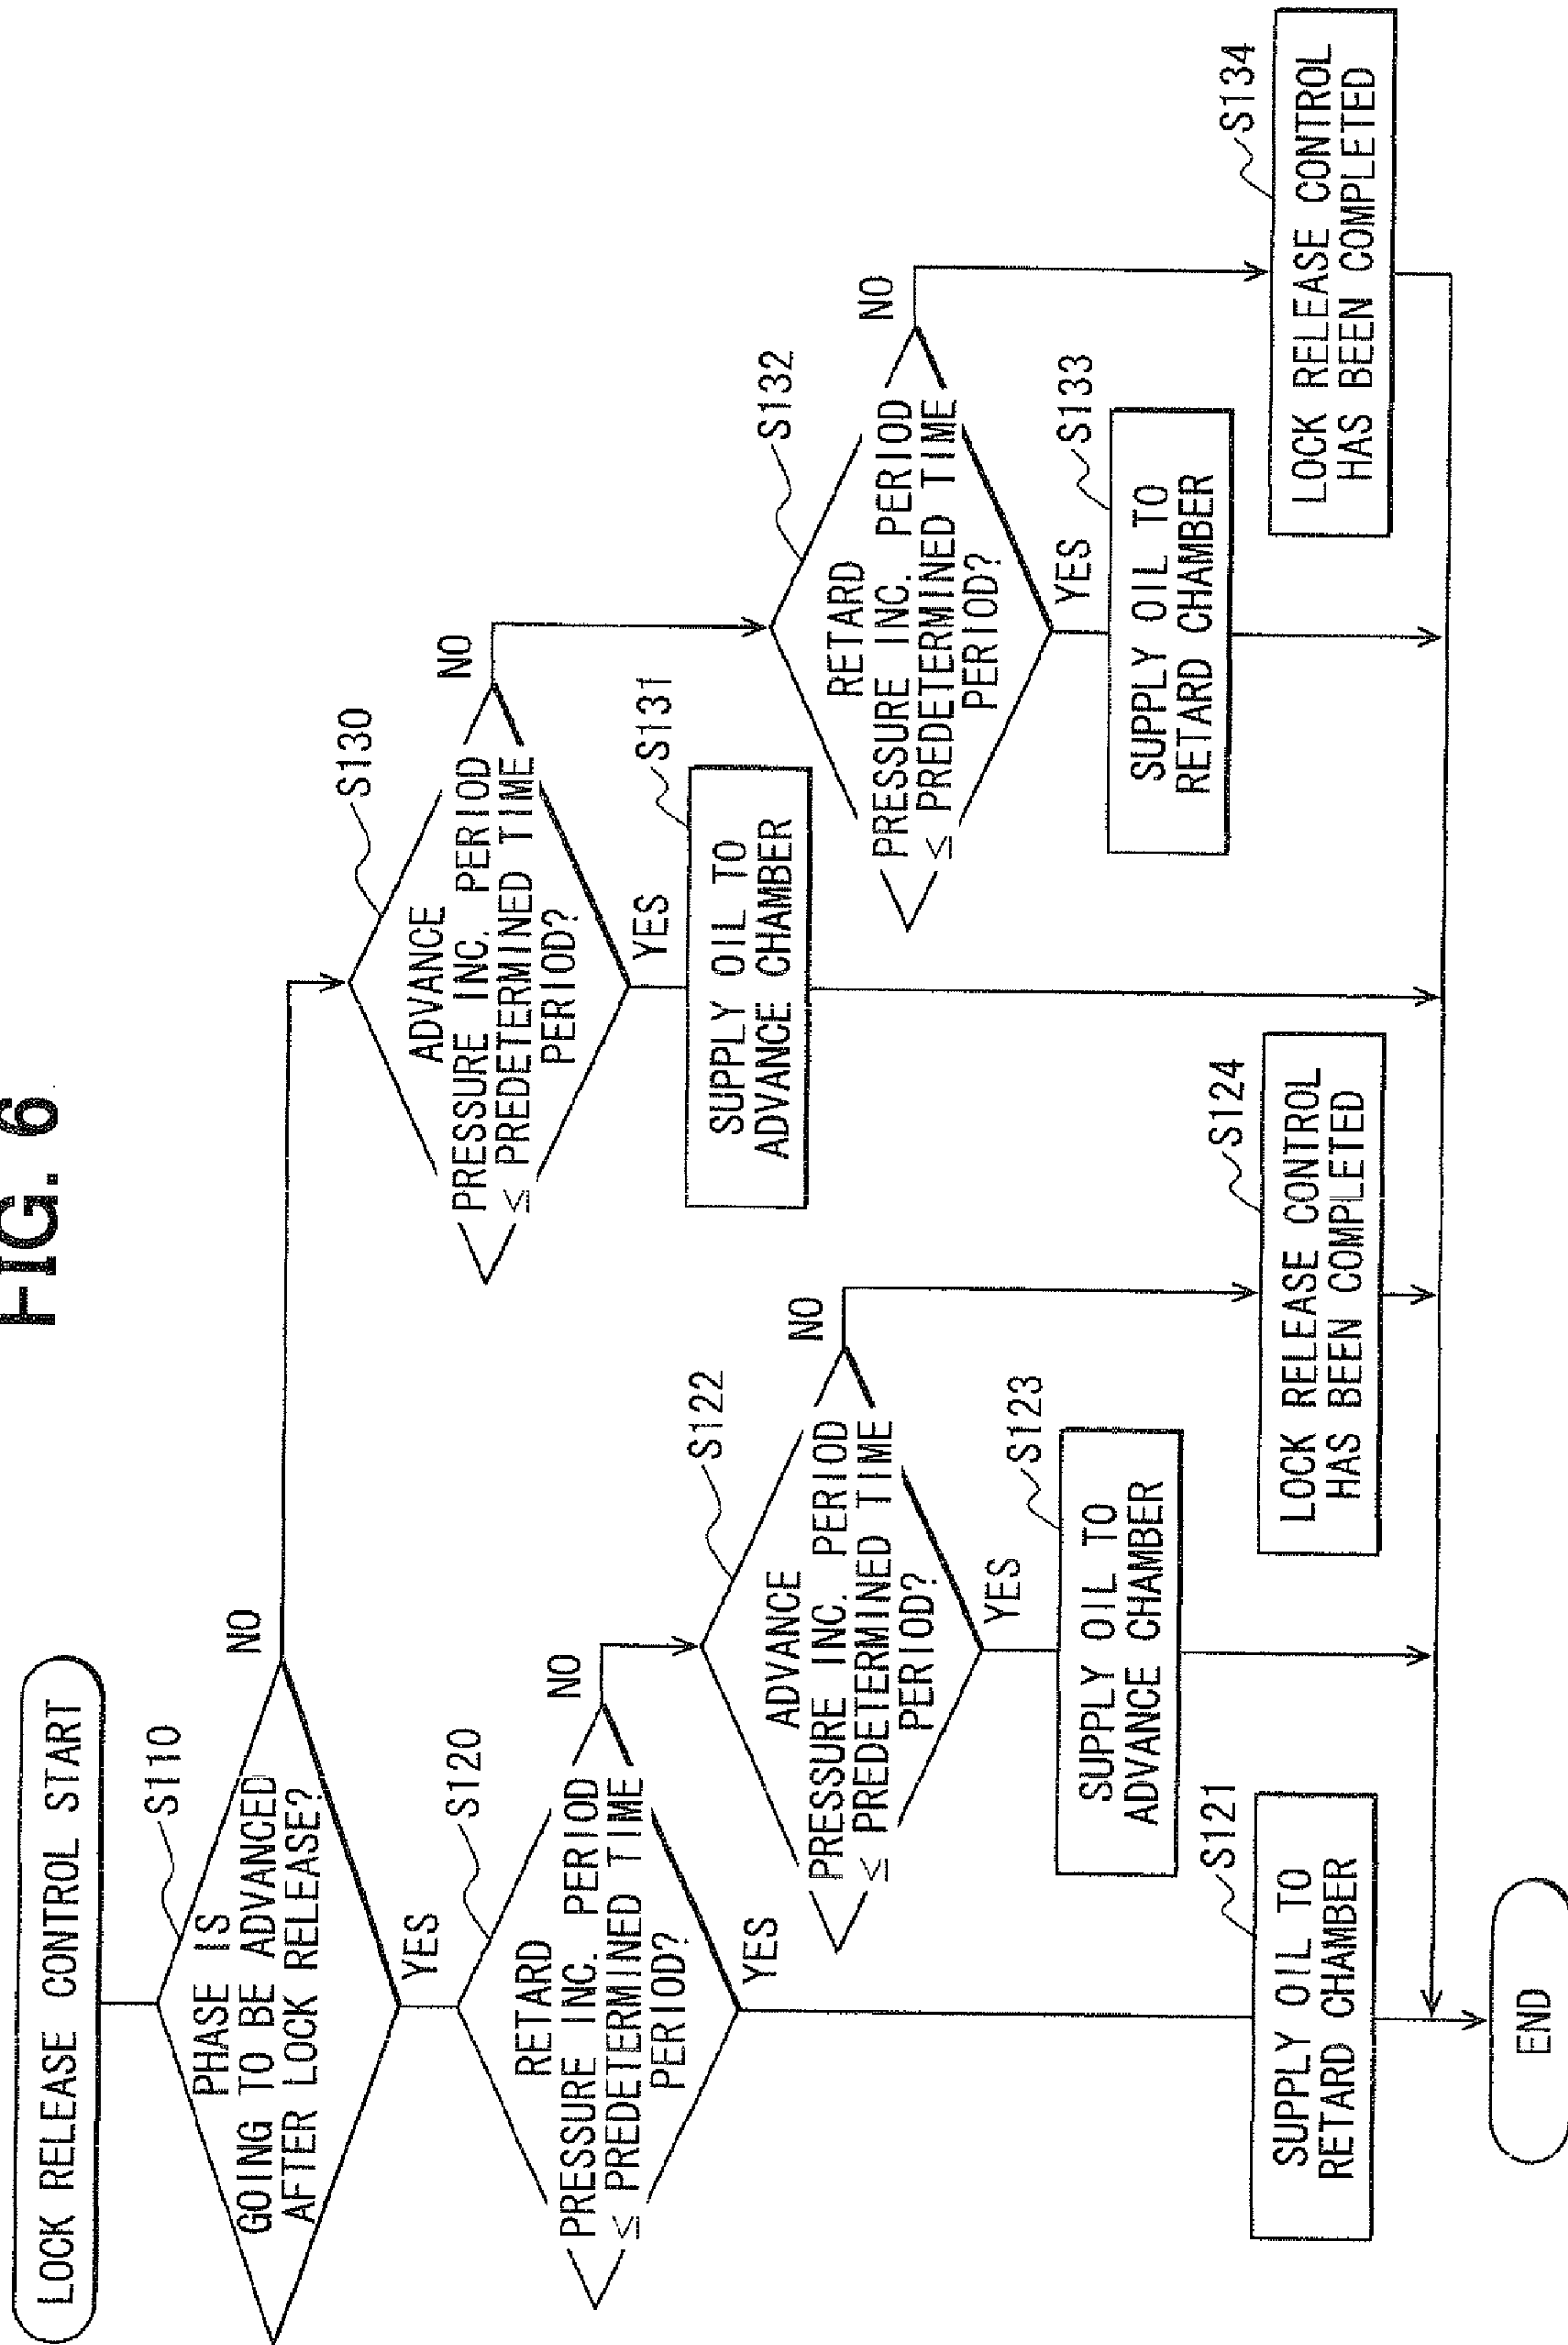 FIG. 6
LOCK RELEASE CONTROL START
S110
PHASE IS
GOING TO BE ADVANCED
AFTER LOCK RELEASE?
NO
YES
S120
RETARD
PRESSURE INC. PERIOD
≤ PREDETERMINED TIME
PERIOD?
NO
YES
S121
SUPPLY OIL TO
RETARD CHAMBER
S122
ADVANCE
PRESSURE INC. PERIOD
≤ PREDETERMINED TIME
PERIOD?
NO
YES
S123
SUPPLY OIL TO
ADVANCE CHAMBER
S124
LOCK RELEASE CONTROL
HAS BEEN COMPLETED
S130
ADVANCE
PRESSURE INC. PERIOD
≤ PREDETERMINED TIME
PERIOD?
NO
YES
S131
SUPPLY OIL TO
ADVANCE CHAMBER
S132
RETARD
PRESSURE INC. PERIOD
≤ PREDETERMINED TIME
PERIOD?
NO
YES
S133
SUPPLY OIL TO
RETARD CHAMBER
S134
LOCK RELEASE CONTROL
HAS BEEN COMPLETED
END